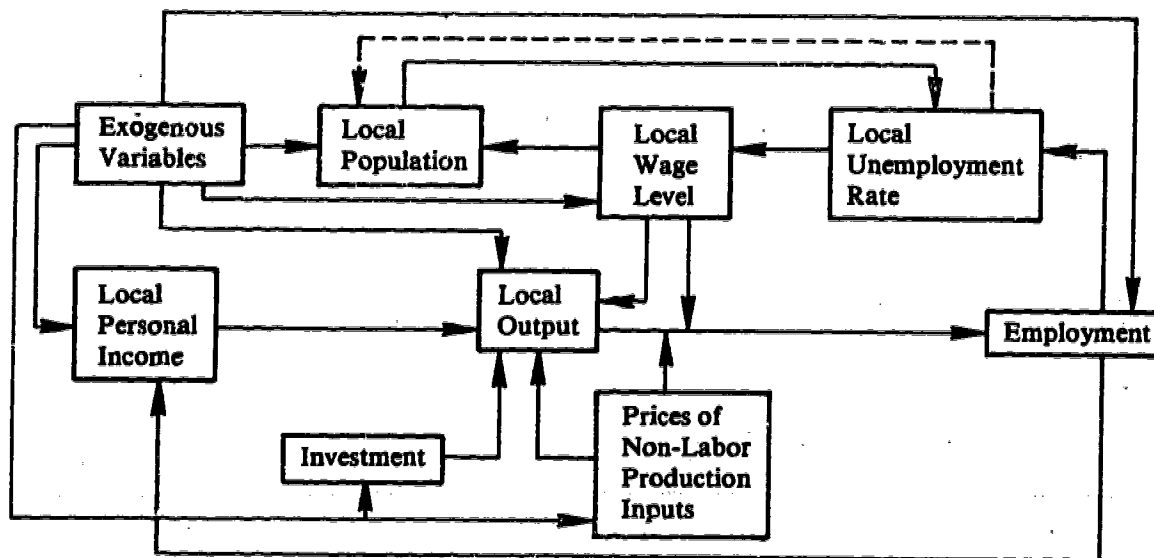 Exogenous
Variables
Local
Population
Local
Wage
Level
Local
Unemployment
Rate
Local
Personal
Income
Local
Output
Employment
Investment
Prices of
Non-Labor
Production
Inputs